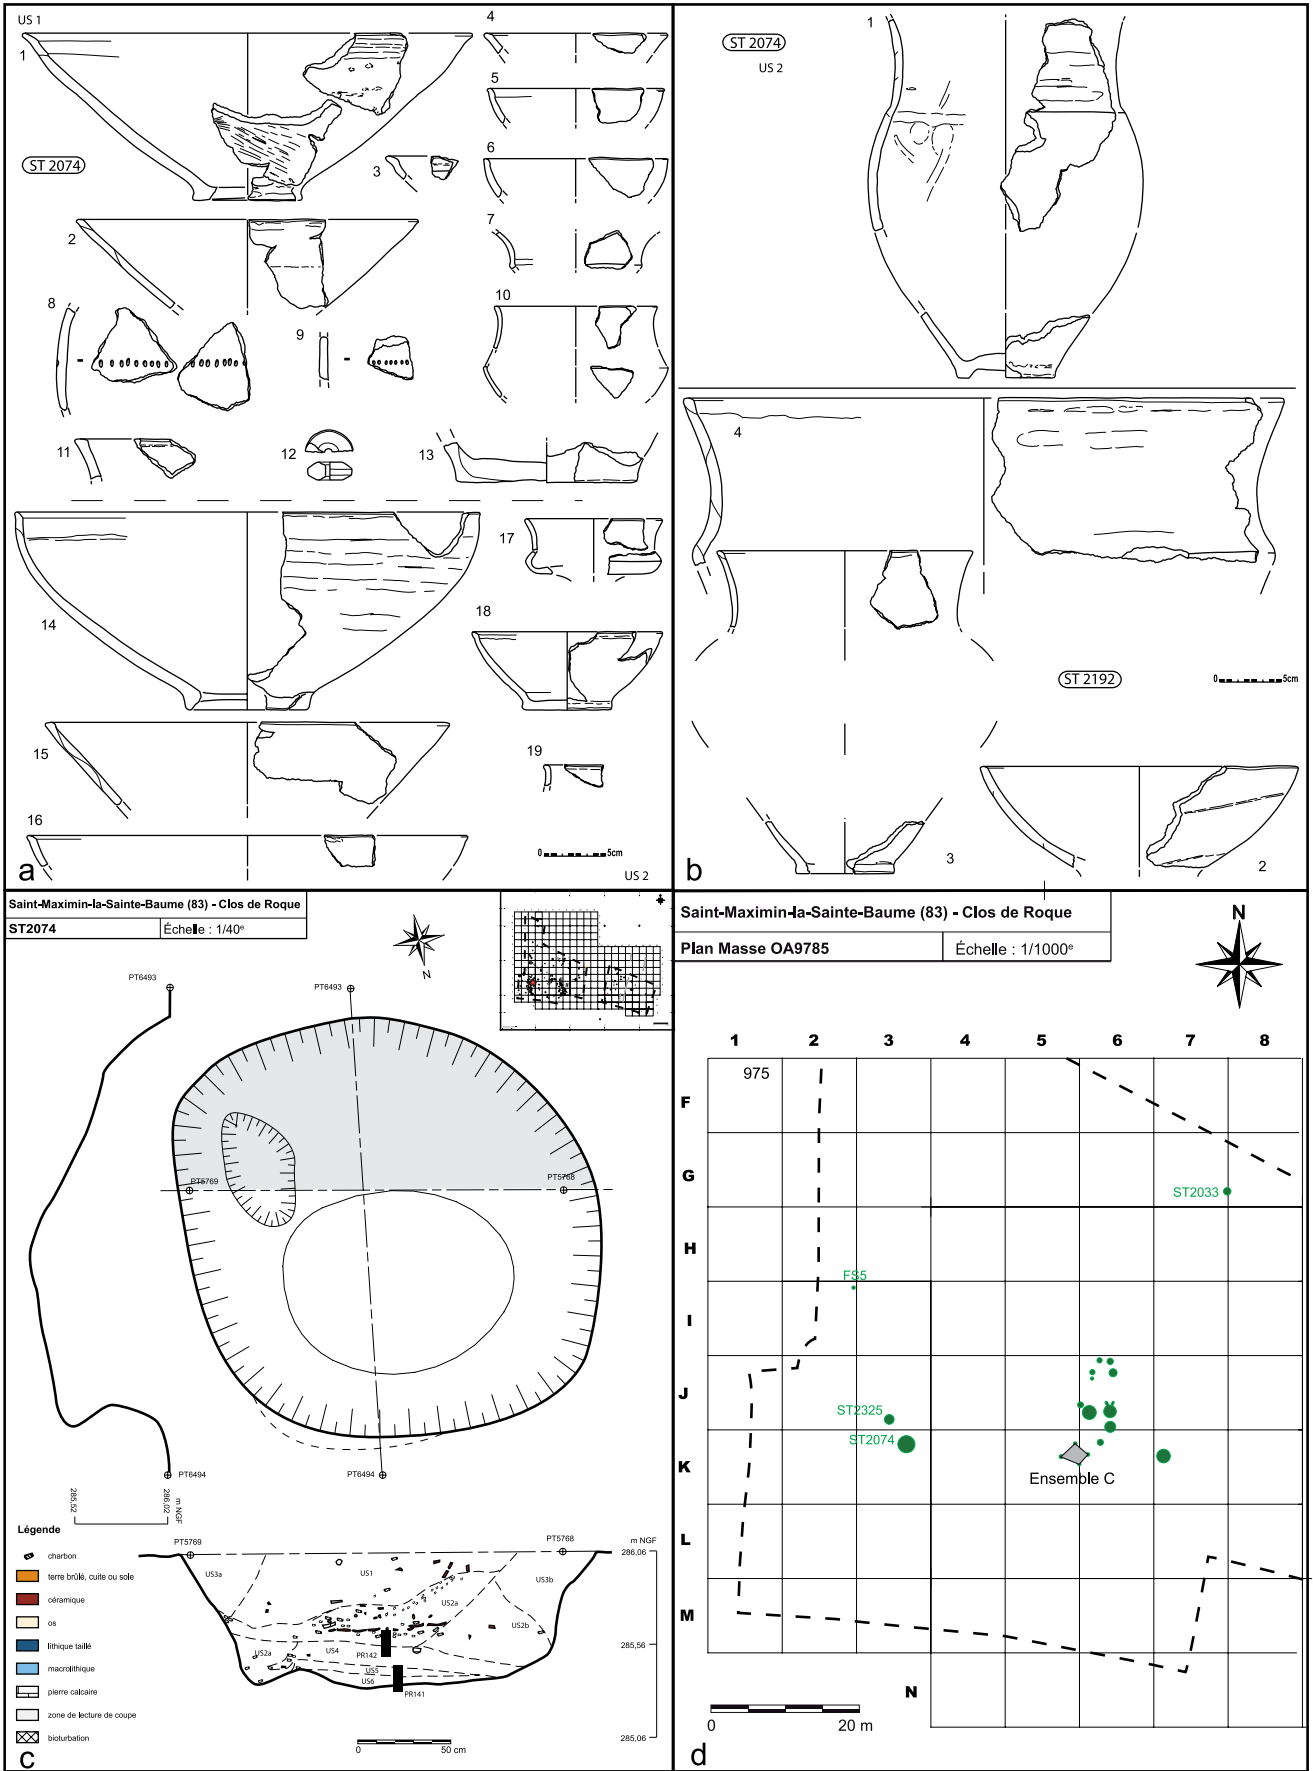 US 1
1
ST 2074
2
3
4
5
6
7
8
9
10
11
12
13
14
15
16
17
18
19
0 5cm
US 2
a
1
ST 2074
US 2
4
ST 2192
0 5cm
3
2
b
Saint-Maximin-la-Sainte-Baume (83) - Clos de Roque
ST2074
Échelle : 1/40e
N
PT6493
PT6493
PT5769
PT5768
PT6494
PT6494
285,52
286,02
m NGF
Légende
charbon
terre brûlé, cuite ou sole
céramique
os
lithique taillé
macrolithique
pierre calcaire
zone de lecture de coupe
bioturbation
PT5769
PT5768
m NGF
286,06
285,56
285,06
US3a
US1
US3b
US2a
US2b
US2a
US4
PR142
US5
US6
PR141
0 50 cm
c
Saint-Maximin-la-Sainte-Baume (83) - Clos de Roque
Plan Masse OA9785
Échelle : 1/1000e
N
1 2 3 4 5 6 7 8
975
F
G
ST2033
H
FS5
I
J
ST2325
ST2074
K
Ensemble C
L
M
N
0 20 m
d